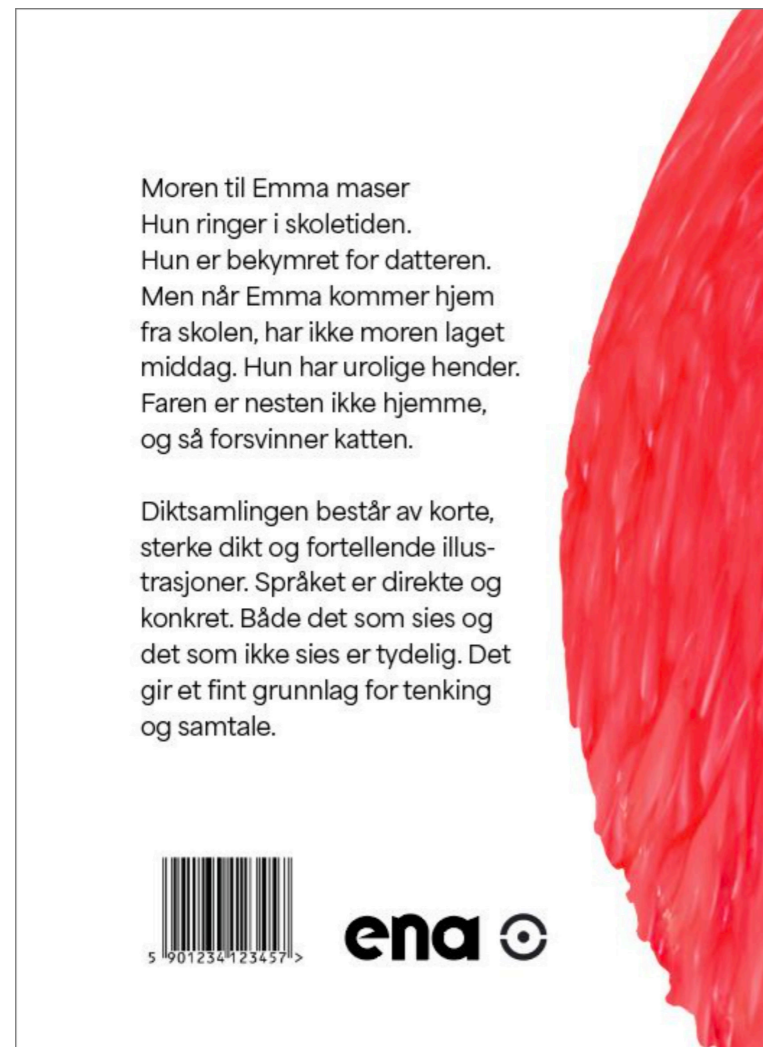 Moren til Emma maser
Hun ringer i skoletiden.
Hun er bekymret for datteren.
Men når Emma kommer hjem
fra skolen, har ikke moren laget
middag. Hun har urolige hender.
Faren er nesten ikke hjemme,
og så forsvinner katten.
Diktsamlingen består av korte,
sterke dikt og fortellende illus-
trasjoner. Språket er direkte og
konkret. Både det som sies og
det som ikke sies er tydelig. Det
gir et fint grunnlag for tenking
og samtale.
5 901234 123457 >
ena